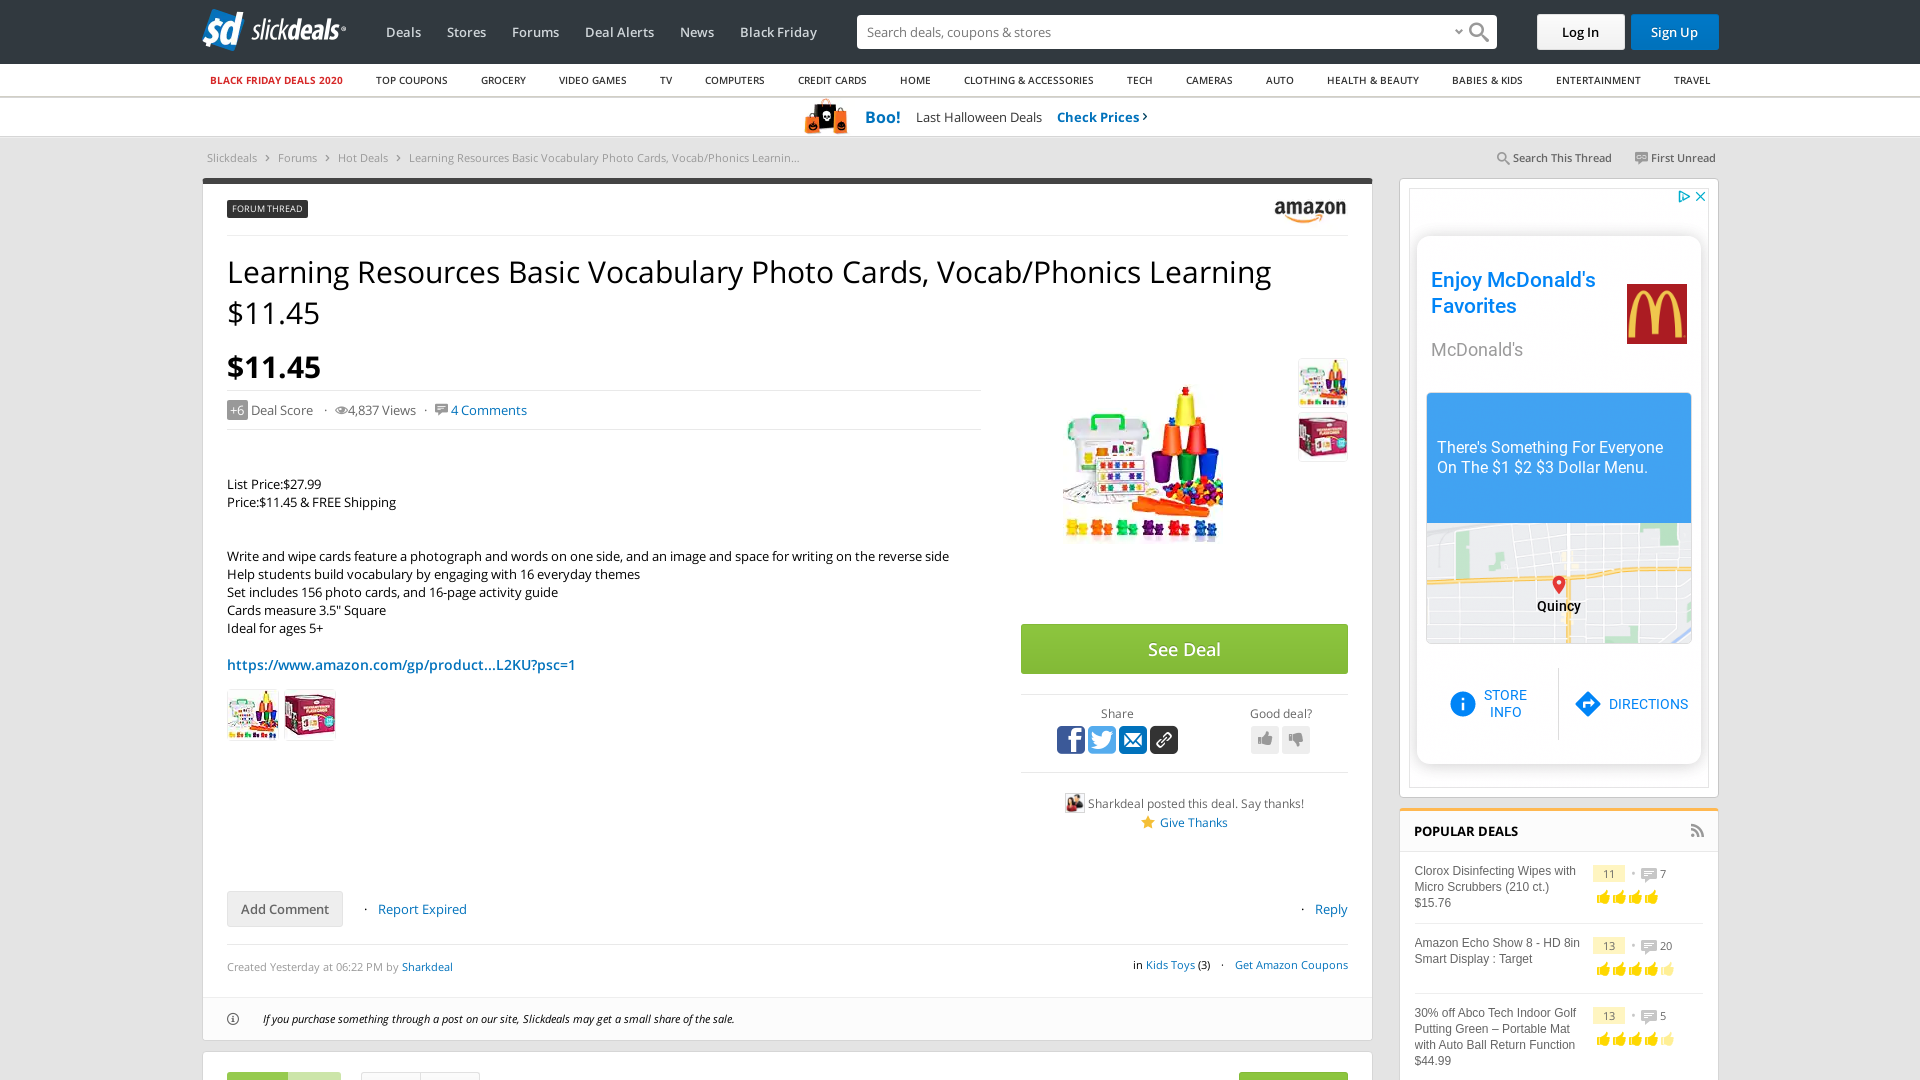 sd slickdeals
Deals
Stores
Forums
Deal Alerts
News
Black Friday
Search deals, coupons & stores
Log In
Sign Up
BLACK FRIDAY DEALS 2020
TOP COUPONS
GROCERY
VIDEO GAMES
TV
COMPUTERS
CREDIT CARDS
HOME
CLOTHING & ACCESSORIES
TECH
CAMERAS
AUTO
HEALTH & BEAUTY
BABIES & KIDS
ENTERTAINMENT
TRAVEL
Boo! Last Halloween Deals Check Prices ›
Slickdeals › Forums › Hot Deals › Learning Resources Basic Vocabulary Photo Cards, Vocab/Phonics Learnin...
Search This Thread
First Unread
FORUM THREAD
amazon
Learning Resources Basic Vocabulary Photo Cards, Vocab/Phonics Learning
$11.45
$11.45
+6 Deal Score · 4,837 Views · 4 Comments
List Price:$27.99
Price:$11.45 & FREE Shipping
Write and wipe cards feature a photograph and words on one side, and an image and space for writing on the reverse side
Help students build vocabulary by engaging with 16 everyday themes
Set includes 156 photo cards, and 16-page activity guide
Cards measure 3.5" Square
Ideal for ages 5+
https://www.amazon.com/gp/product...L2KU?psc=1
See Deal
Share
Good deal?
Sharkdeal posted this deal. Say thanks!
Give Thanks
Add Comment
· Report Expired
· Reply
Created Yesterday at 06:22 PM by Sharkdeal
in Kids Toys (3) · Get Amazon Coupons
If you purchase something through a post on our site, Slickdeals may get a small share of the sale.
Enjoy McDonald's
Favorites
McDonald's
There's Something For Everyone
On The $1 $2 $3 Dollar Menu.
Quincy
STORE
INFO
DIRECTIONS
POPULAR DEALS
Clorox Disinfecting Wipes with
Micro Scrubbers (210 ct.)
$15.76
11 • 7
Amazon Echo Show 8 - HD 8in
Smart Display : Target
13 • 20
30% off Abco Tech Indoor Golf
Putting Green – Portable Mat
with Auto Ball Return Function
$44.99
13 • 5